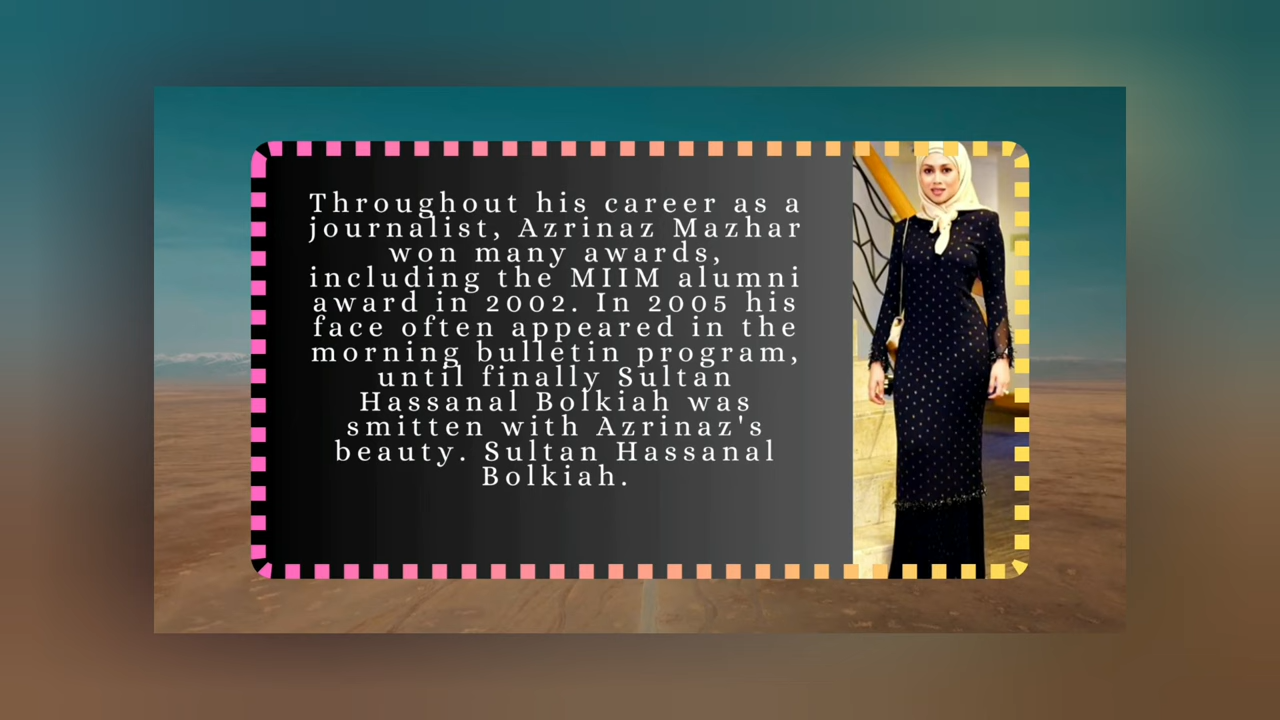 Throughout his career as a
journalist, Azrinaz Mazhar
won many awards,
including the MIIM alumni
award in 2002. In 2005 his
face often appeared in the
morning bulletin program,
until finally Sultan
Hassanal Bolkiah was
smitten with Azrinaz's
beauty. Sultan Hassanal
Bolkiah.